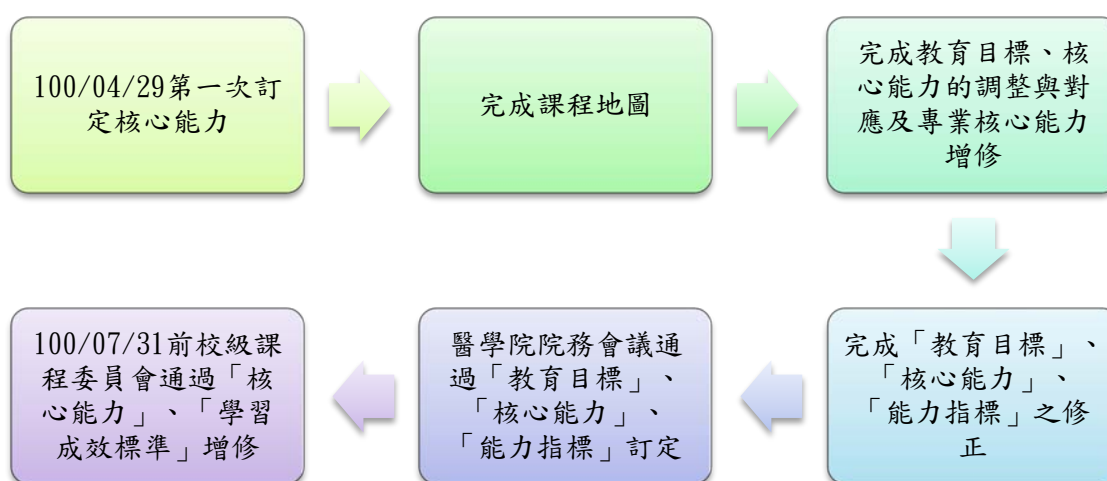 100/04/29第一次訂
定核心能力
完成課程地圖
完成教育目標、核
心能力的調整與對
應及專業核心能力
增修
完成「教育目標」、
「核心能力」、
「能力指標」之修
正
醫學院院務會議通
過「教育目標」、
「核心能力」、
「能力指標」訂定
100/07/31前校級課
程委員會通過「核
心能力」、「學習
成效標準」增修